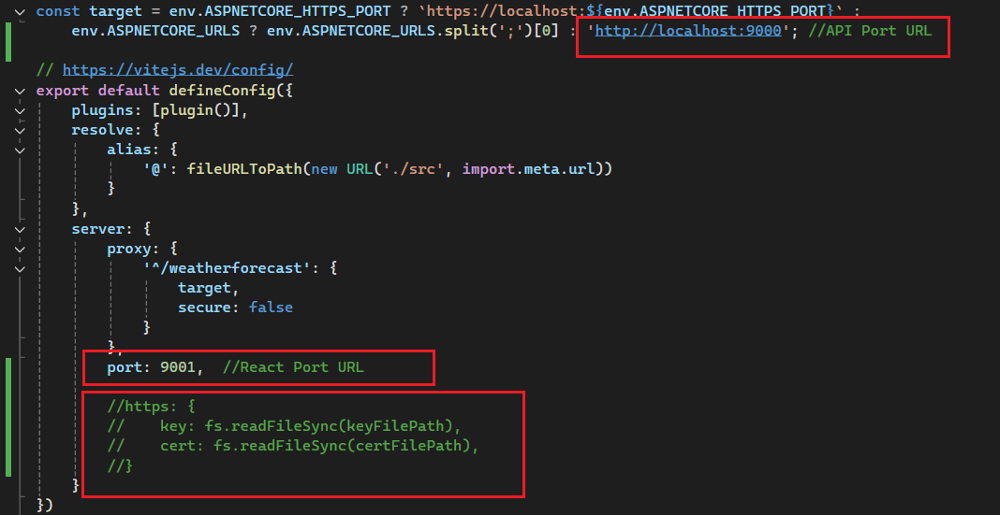 const target = env.ASPNETCORE_HTTPS_PORT ? `https://localhost:${env.ASPNETCORE_HTTPS_PORT}` :
    env.ASPNETCORE_URLS ? env.ASPNETCORE_URLS.split(';')[0] : 'http://localhost:9000'; //API Port URL
// https://vitejs.dev/config/
export default defineConfig({
    plugins: [plugin()],
    resolve: {
        alias: {
            '@': fileURLToPath(new URL('./src', import.meta.url))
        }
    },
    server: {
        proxy: {
            '^/weatherforecast': {
                target,
                secure: false
            }
        },
        port: 9001,  //React Port URL
        //https: {
        //    key: fs.readFileSync(keyFilePath),
        //    cert: fs.readFileSync(certFilePath),
        //}
    }
})